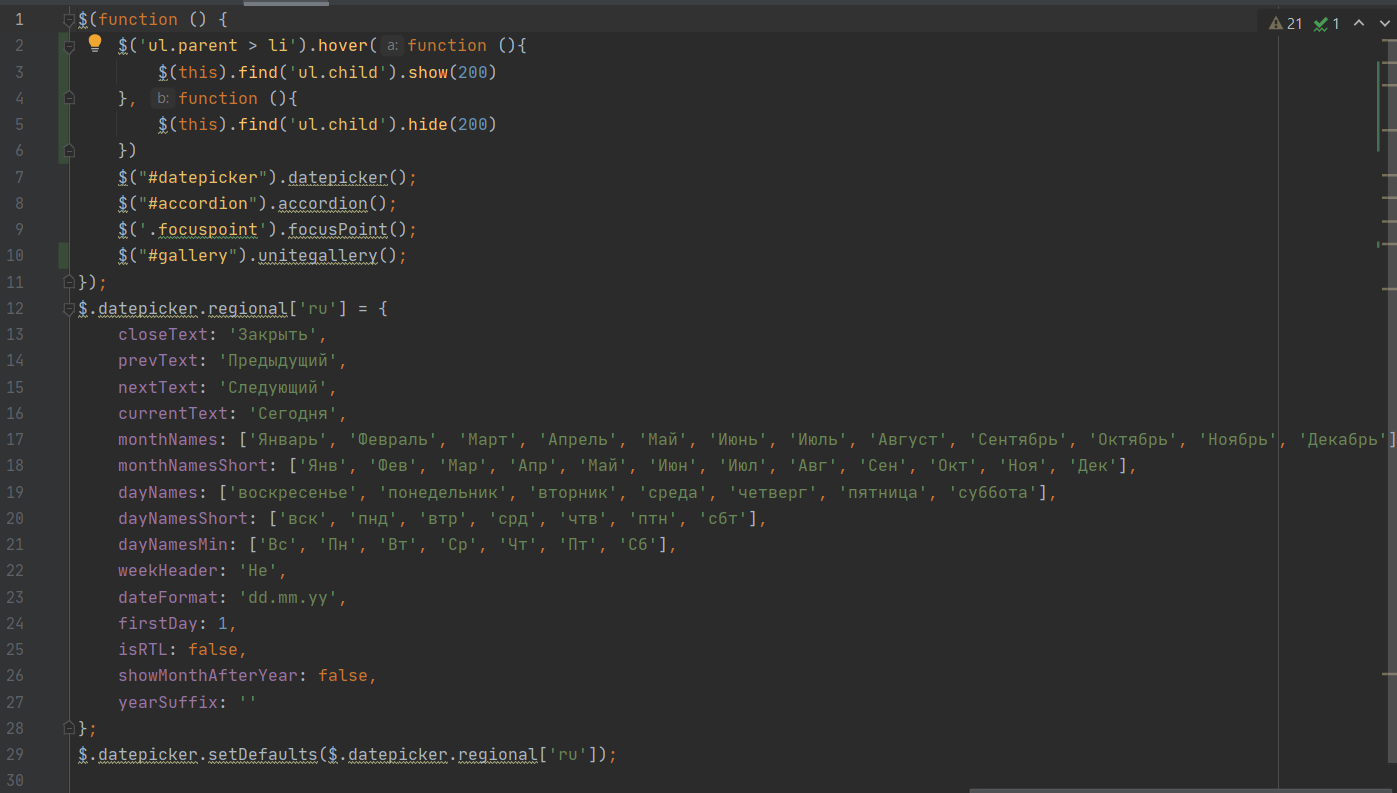 1 $(function () {
2 $('ul.parent > li').hover( a: function (){
3 $(this).find('ul.child').show(200)
4 }, b: function (){
5 $(this).find('ul.child').hide(200)
6 })
7 $("#datepicker").datepicker();
8 $("#accordion").accordion();
9 $('.focuspoint').focusPoint();
10 $("#gallery").unitegallery();
11 });
12 $.datepicker.regional['ru'] = {
13 closeText: 'Закрыть',
14 prevText: 'Предыдущий',
15 nextText: 'Следующий',
16 currentText: 'Сегодня',
17 monthNames: ['Январь', 'Февраль', 'Март', 'Апрель', 'Май', 'Июнь', 'Июль', 'Август', 'Сентябрь', 'Октябрь', 'Ноябрь', 'Декабрь']
18 monthNamesShort: ['Янв', 'Фев', 'Мар', 'Апр', 'Май', 'Июн', 'Июл', 'Авг', 'Сен', 'Окт', 'Ноя', 'Дек'],
19 dayNames: ['воскресенье', 'понедельник', 'вторник', 'среда', 'четверг', 'пятница', 'суббота'],
20 dayNamesShort: ['вск', 'пнд', 'втр', 'срд', 'чтв', 'птн', 'сбт'],
21 dayNamesMin: ['Вс', 'Пн', 'Вт', 'Ср', 'Чт', 'Пт', 'Сб'],
22 weekHeader: 'Не',
23 dateFormat: 'dd.mm.yy',
24 firstDay: 1,
25 isRTL: false,
26 showMonthAfterYear: false,
27 yearSuffix: ''
28 };
29 $.datepicker.setDefaults($.datepicker.regional['ru']);
30
21 1